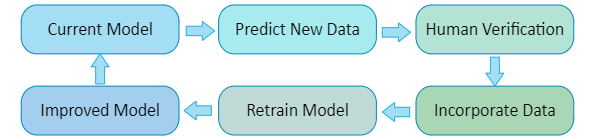 Current Model
Predict New Data
Human Verification
Improved Model
Retrain Model
Incorporate Data